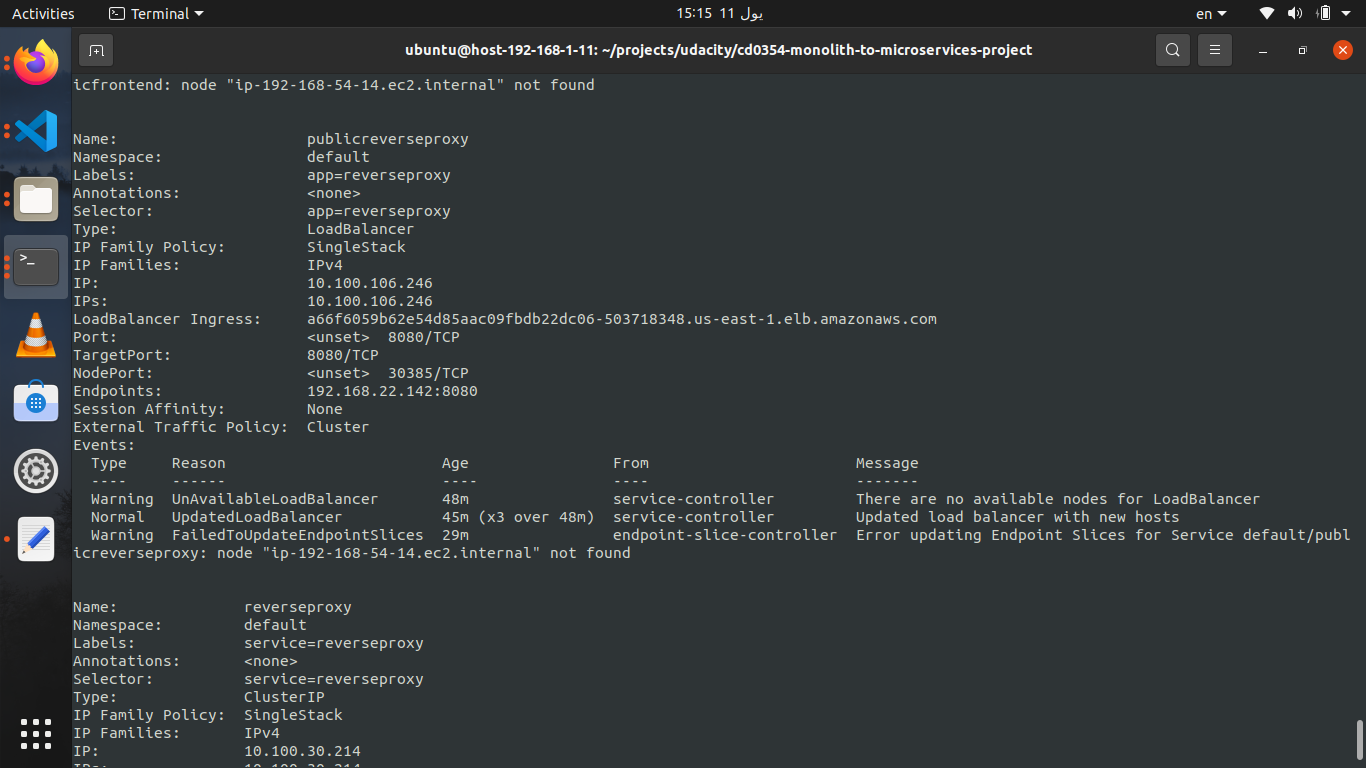 Activities Terminal 15:15 11 يول en
ubuntu@host-192-168-1-11: ~/projects/udacity/cd0354-monolith-to-microservices-project
icfrontend: node "ip-192-168-54-14.ec2.internal" not found
Name: publicreverseproxy
Namespace: default
Labels: app=reverseproxy
Annotations: <none>
Selector: app=reverseproxy
Type: LoadBalancer
IP Family Policy: SingleStack
IP Families: IPv4
IP: 10.100.106.246
IPs: 10.100.106.246
LoadBalancer Ingress: a66f6059b62e54d85aac09fbdb22dc06-503718348.us-east-1.elb.amazonaws.com
Port: <unset> 8080/TCP
TargetPort: 8080/TCP
NodePort: <unset> 30385/TCP
Endpoints: 192.168.22.142:8080
Session Affinity: None
External Traffic Policy: Cluster
Events:
Type Reason Age From Message
---- ------ ---- ---- -------
Warning UnAvailableLoadBalancer 48m service-controller There are no available nodes for LoadBalancer
Normal UpdatedLoadBalancer 45m (x3 over 48m) service-controller Updated load balancer with new hosts
Warning FailedToUpdateEndpointSlices 29m endpoint-slice-controller Error updating Endpoint Slices for Service default/publ
icreverseproxy: node "ip-192-168-54-14.ec2.internal" not found
Name: reverseproxy
Namespace: default
Labels: service=reverseproxy
Annotations: <none>
Selector: service=reverseproxy
Type: ClusterIP
IP Family Policy: SingleStack
IP Families: IPv4
IP: 10.100.30.214
IPs: 10.100.30.214